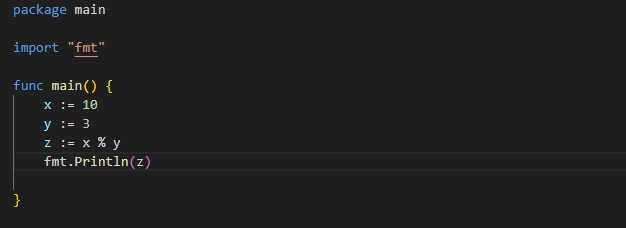 package main
import "fmt"
func main() {
    x := 10
    y := 3
    z := x % y
    fmt.Println(z)
}